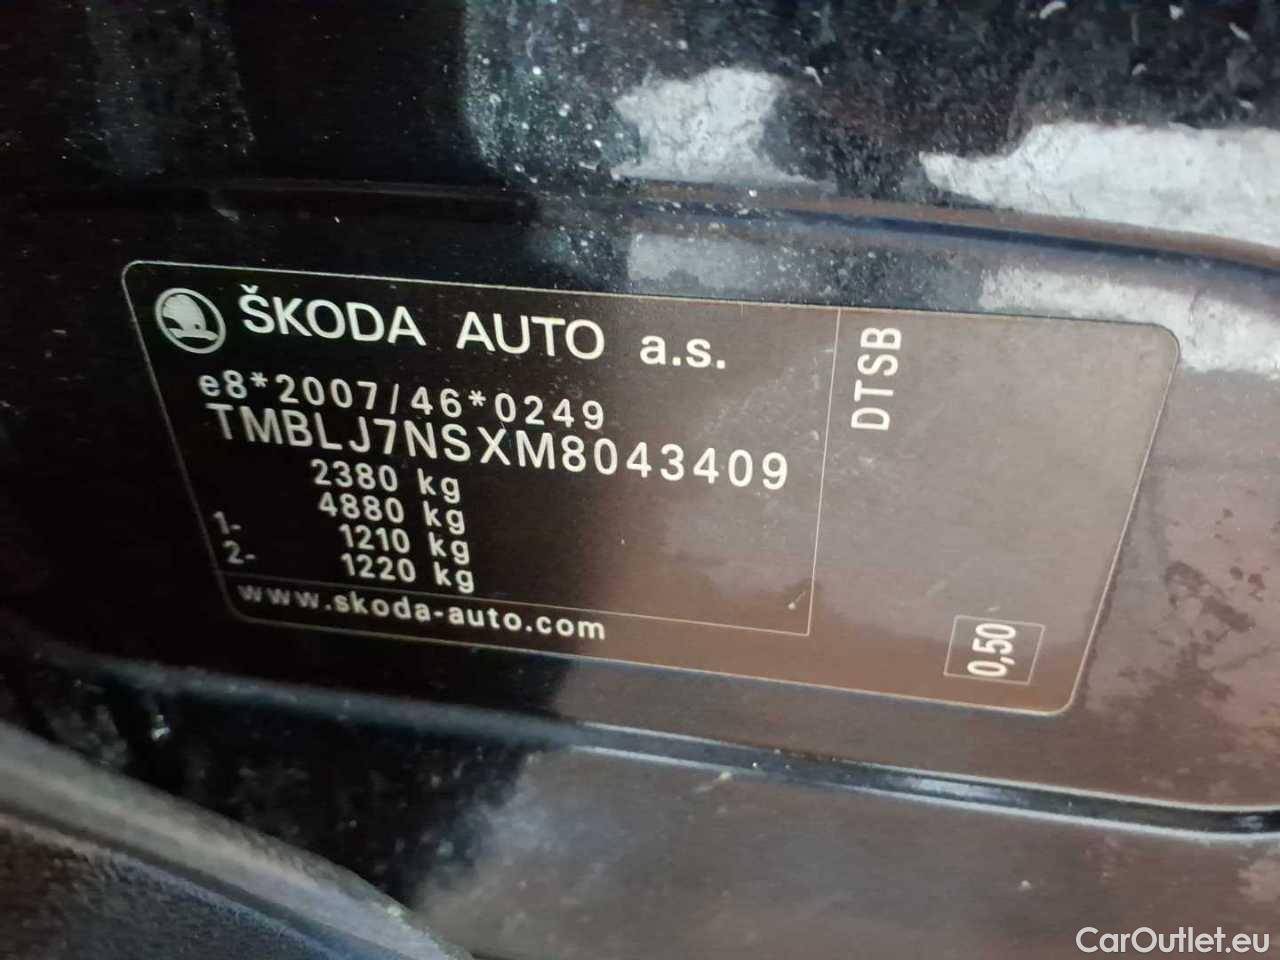 ŠKODA AUTO a.s.
e8*2007/46*0249
TMBLJ7NSXM8043409
2380 kg
4880 kg
1- 1210 kg
2- 1220 kg
www.skoda-auto.com
DTSB
0,50
CarOutlet.eu